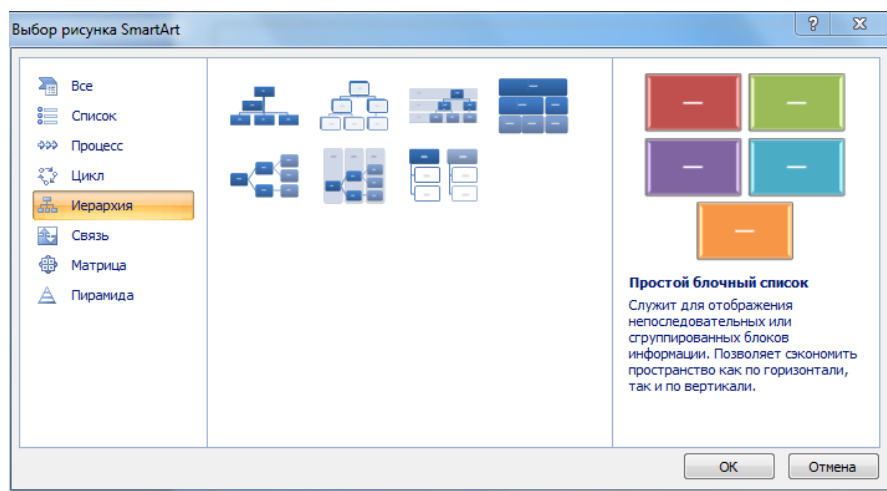 Выбор рисунка SmartArt
Все
Список
Процесс
Цикл
Иерархия
Связь
Матрица
Пирамида
Простой блочный список
Служит для отображения
непоследовательных или
сгруппированных блоков
информации. Позволяет сэкономить
пространство как по горизонтали,
так и по вертикали.
ОК
Отмена